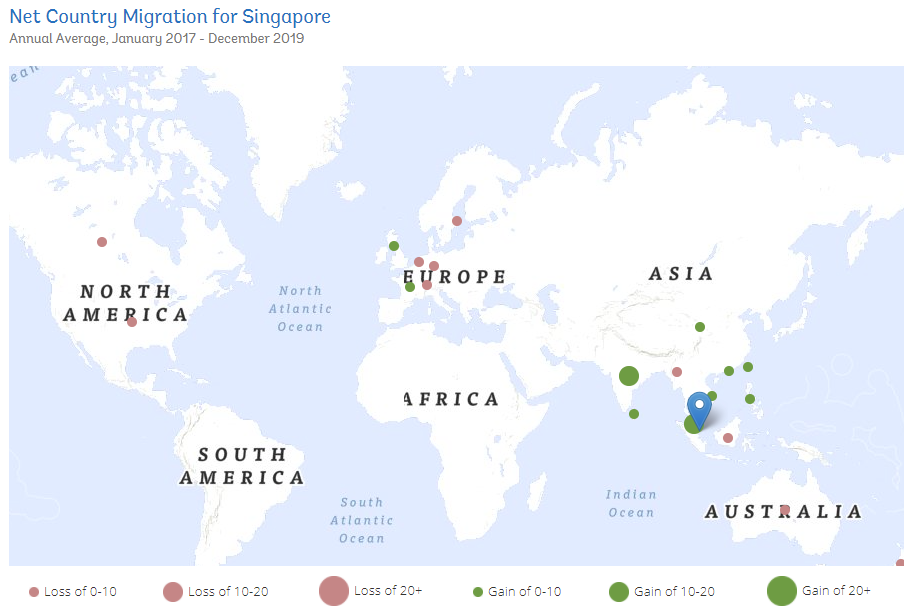 Net Country Migration for Singapore
Annual Average, January 2017 - December 2019
ean
NORTH
AMERICA
North
Atlantic
Ocean
EUROPE
ASIA
AFRICA
SOUTH
AMERICA
South
Atlantic
Ocean
Indian
Ocean
AUSTRALIA
Loss of 0-10 Loss of 10-20 Loss of 20+ Gain of 0-10 Gain of 10-20 Gain of 20+